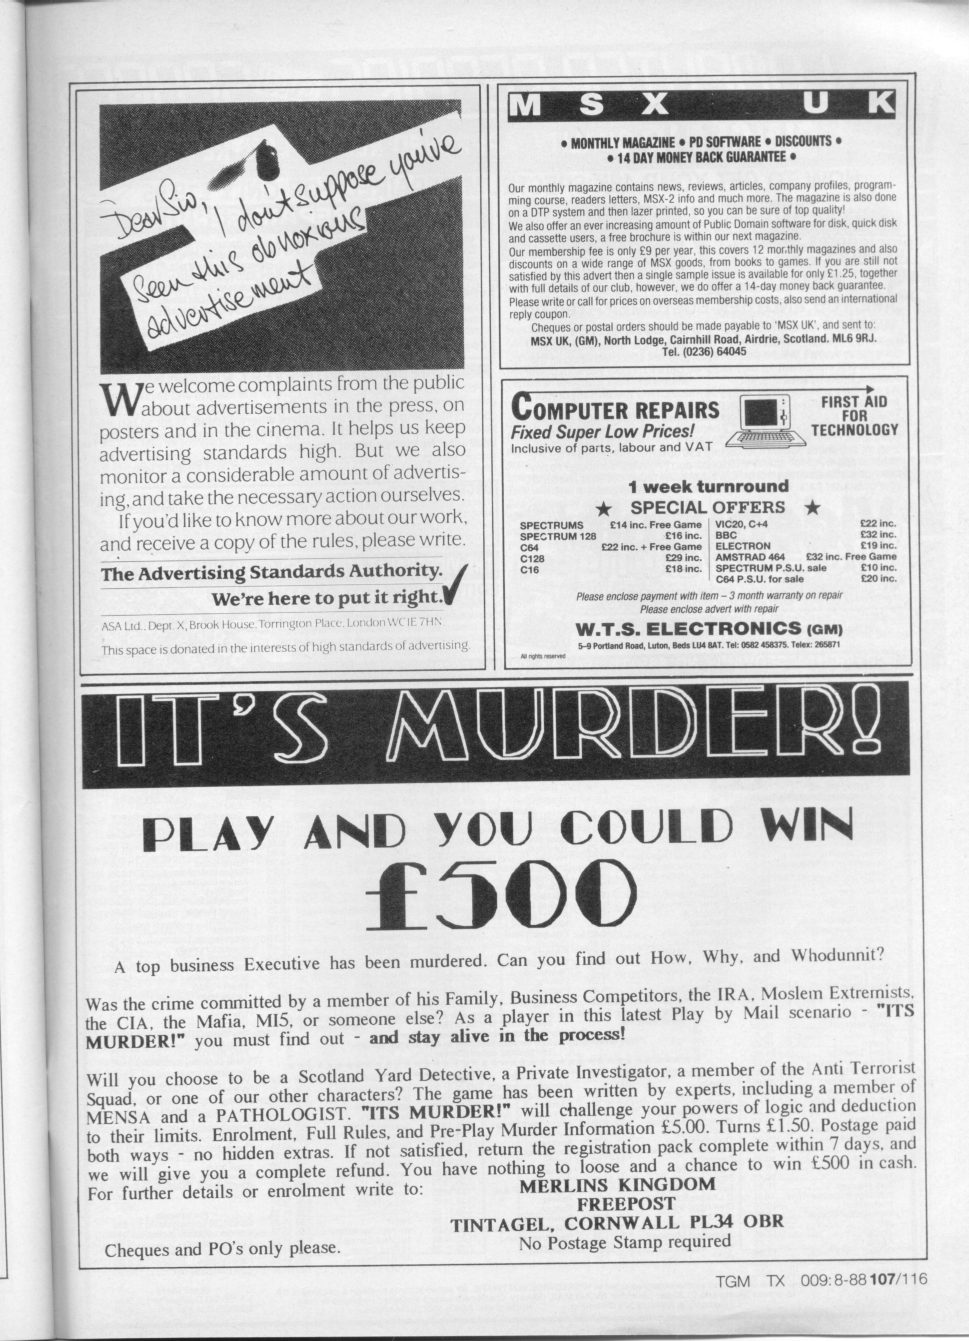 Dear Sir,
'I don't suppose you've
seen this obnoxious
advertisement
We welcome complaints from the public
about advertisements in the press, on
posters and in the cinema. It helps us keep
advertising standards high. But we also
monitor a considerable amount of advertis-
ing, and take the necessary action ourselves.
If you'd like to know more about our work,
and receive a copy of the rules, please write.
The Advertising Standards Authority.
We're here to put it right.
ASA Ltd., Dept. X, Brook House, Torrington Place, London WC1E 7HN
This space is donated in the interests of high standards of advertising.
MSX UK
• MONTHLY MAGAZINE • PD SOFTWARE • DISCOUNTS •
• 14 DAY MONEY BACK GUARANTEE •
Our monthly magazine contains news, reviews, articles, company profiles, program-
ming course, readers letters, MSX-2 info and much more. The magazine is also done
on a DTP system and then lazer printed, so you can be sure of top quality!
We also offer an ever increasing amount of Public Domain software for disk, quick disk
and cassette users, a free brochure is within our next magazine.
Our membership fee is only £9 per year, this covers 12 monthly magazines and also
discounts on a wide range of MSX goods, from books to games. If you are still not
satisfied by this advert then a single sample issue is available for only £1.25, together
with full details of our club, however, we do offer a 14-day money back guarantee.
Please write or call for prices on overseas membership costs, also send an international
reply coupon.
Cheques or postal orders should be made payable to 'MSX UK', and sent to:
MSX UK, (GM), North Lodge, Cairnhill Road, Airdrie, Scotland. ML6 9RJ.
Tel. (0236) 64045
COMPUTER REPAIRS
Fixed Super Low Prices!
Inclusive of parts, labour and VAT
FIRST AID
FOR
TECHNOLOGY
1 week turnround
★ SPECIAL OFFERS ★
SPECTRUMS £14 inc. Free Game
SPECTRUM 128 £16 inc.
C64 £22 inc. + Free Game
C128 £29 inc.
C16 £18 inc.
VIC20, C+4 £22 inc.
BBC £32 inc.
ELECTRON £19 inc.
AMSTRAD 464 £32 inc. Free Game
SPECTRUM P.S.U. sale £10 inc.
C64 P.S.U. for sale £20 inc.
Please enclose payment with item – 3 month warranty on repair
Please enclose advert with repair
W.T.S. ELECTRONICS (GM)
5–9 Portland Road, Luton, Beds LU4 8AT. Tel: 0582 458375. Telex: 265871
All rights reserved
IT'S MURDER!
PLAY AND YOU COULD WIN
£500
A top business Executive has been murdered. Can you find out How, Why, and Whodunnit?
Was the crime committed by a member of his Family, Business Competitors, the IRA, Moslem Extremists,
the CIA, the Mafia, MI5, or someone else? As a player in this latest Play by Mail scenario - "ITS
MURDER!" you must find out - and stay alive in the process!
Will you choose to be a Scotland Yard Detective, a Private Investigator, a member of the Anti Terrorist
Squad, or one of our other characters? The game has been written by experts, including a member of
MENSA and a PATHOLOGIST. "ITS MURDER!" will challenge your powers of logic and deduction
to their limits. Enrolment, Full Rules, and Pre-Play Murder Information £5.00. Turns £1.50. Postage paid
both ways - no hidden extras. If not satisfied, return the registration pack complete within 7 days, and
we will give you a complete refund. You have nothing to loose and a chance to win £500 in cash.
For further details or enrolment write to:
MERLINS KINGDOM
FREEPOST
TINTAGEL, CORNWALL PL34 OBR
Cheques and PO's only please.
No Postage Stamp required
TGM TX 009:8-88 107/116